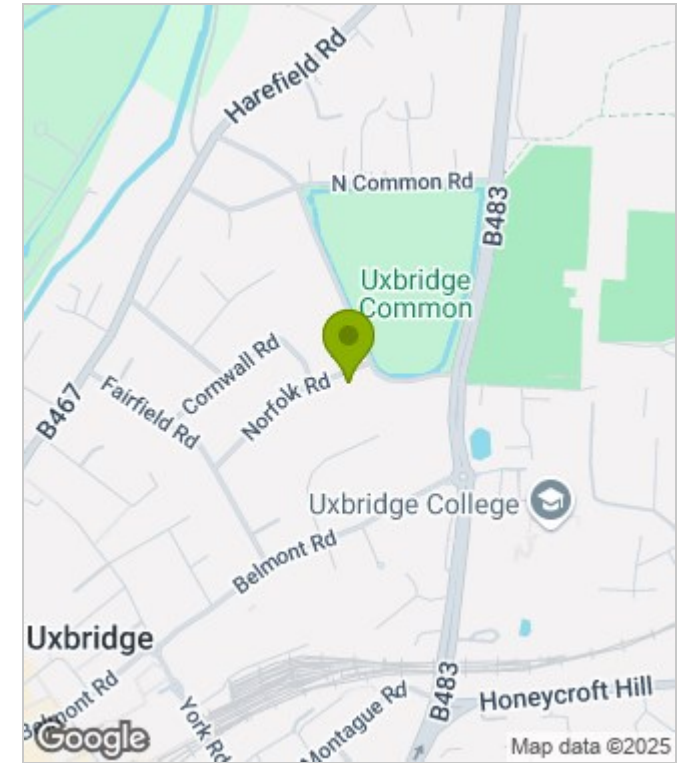 Harefield Rd
N Common Rd
B483
Uxbridge
Common
Cornwall Rd
Norfolk Rd
Fairfield Rd
B467
Uxbridge College
Belmont Rd
Uxbridge
Belmont Rd
York Rd
Montague Rd
B483
Honeycroft Hill
Google
Map data ©2025